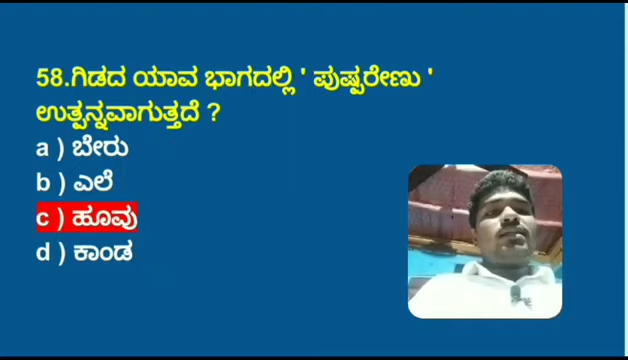 58.ಗಿಡದ ಯಾವ ಭಾಗದಲ್ಲಿ ' ಪುಷ್ಪರೇಣು '
ಉತ್ಪನ್ನವಾಗುತ್ತದೆ ?
a ) ಬೇರು
b ) ಎಲೆ
c ) ಹೂವು
d ) ಕಾಂಡ